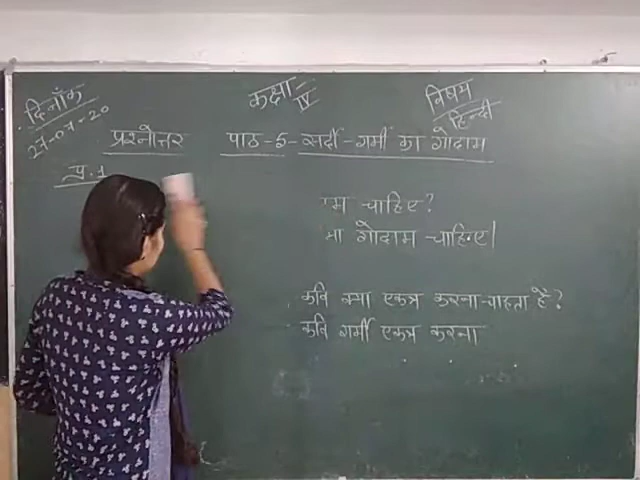 दिनाँक
27-07-20
कक्षा-IV
विषय
हिन्दी
प्रश्नोत्तर पाठ-5-सर्दी-गर्मी का गोदाम
प्र.1
चाहिए?
गोदाम चाहिए।
कवि क्या एकत्र करना चाहता है?
कवि गर्मी एकत्र करना